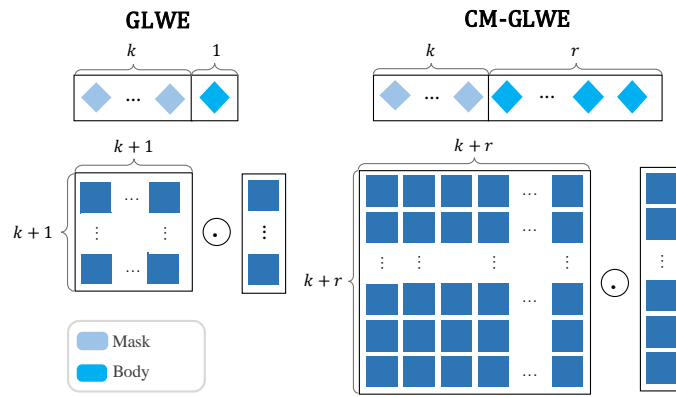 GLWE
CM-GLWE
k 1
k r
... ...
k + 1
k + r
k + 1
...
⋮ ⋮ ⋮
...
.
k + r
...
...
⋮ ⋮ ⋮ ⋮
...
...
...
.
⋮
Mask
Body